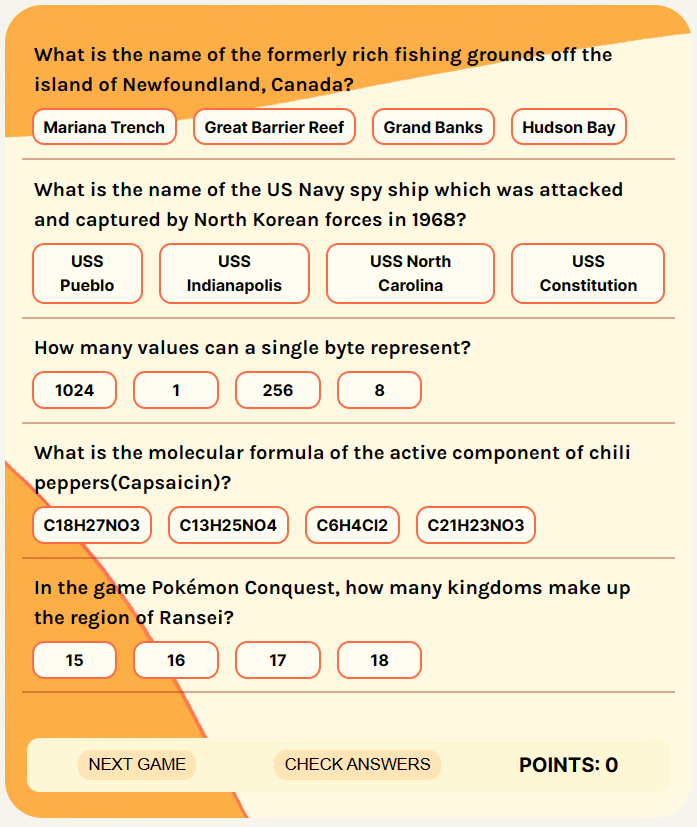 What is the name of the formerly rich fishing grounds off the
island of Newfoundland, Canada?
Mariana Trench Great Barrier Reef Grand Banks Hudson Bay
What is the name of the US Navy spy ship which was attacked
and captured by North Korean forces in 1968?
USS Pueblo USS Indianapolis USS North Carolina USS Constitution
How many values can a single byte represent?
1024 1 256 8
What is the molecular formula of the active component of chili
peppers(Capsaicin)?
C18H27NO3 C13H25NO4 C6H4Cl2 C21H23NO3
In the game Pokémon Conquest, how many kingdoms make up
the region of Ransei?
15 16 17 18
NEXT GAME CHECK ANSWERS POINTS: 0